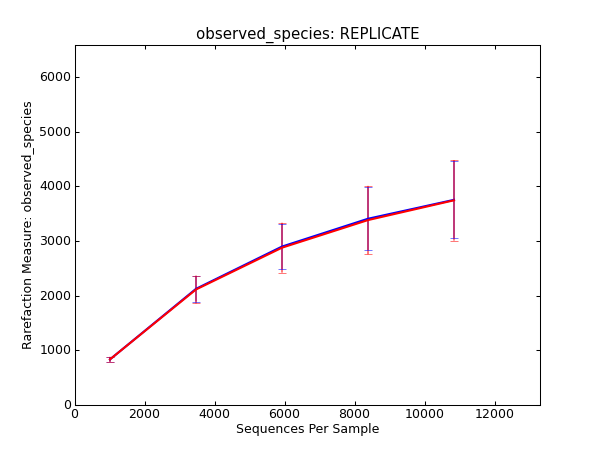 observed_species: REPLICATE
Rarefaction Measure: observed_species
6000
5000
4000
3000
2000
1000
0
0 2000 4000 6000 8000 10000 12000
Sequences Per Sample